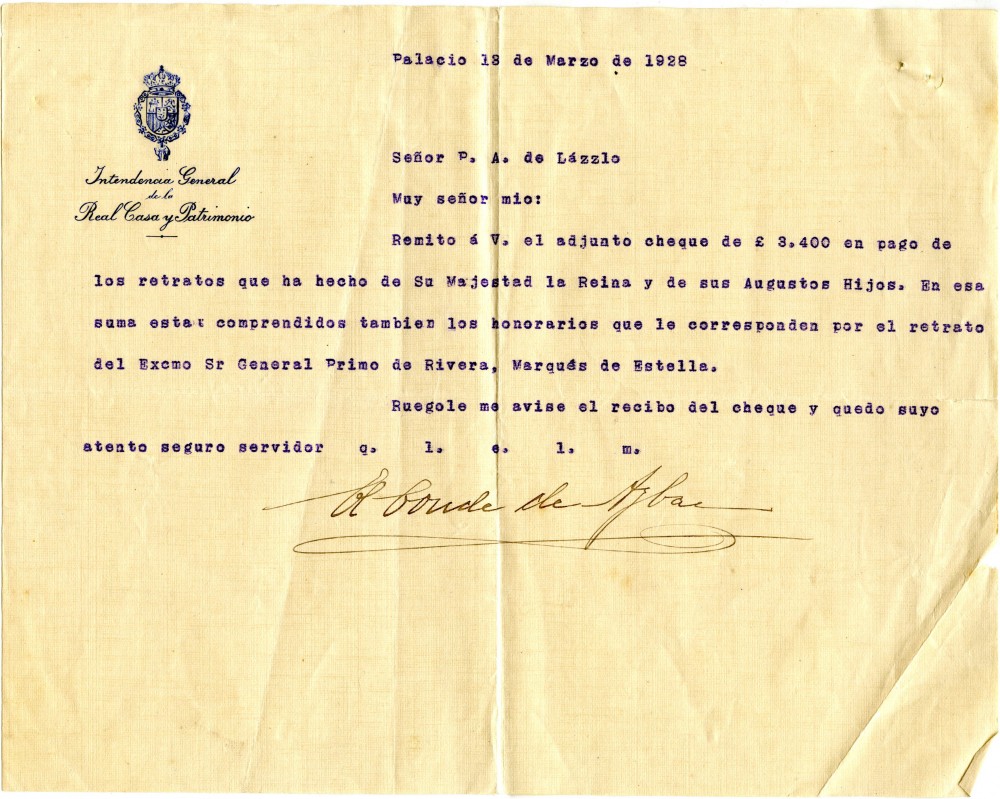 Palacio 13 de Marzo de 1928
Intendencia General
de la
Real Casa y Patrimonio
Señor P. A. de Lázzlo
Muy señor mio:
Remito á V. el adjunto cheque de £ 3.400 en pago de
los retratos que ha hecho de Su Majestad la Reina y de sus Augustos Hijos. En esa
suma estar comprendidos tambien los honorarios que le corresponden por el retrato
del Excmo Sr General Primo de Rivera, Marqués de Estella.
Ruegole me avise el recibo del cheque y quedo suyo
atento seguro servidor q. l. e. l. m.
El Conde de Aybar